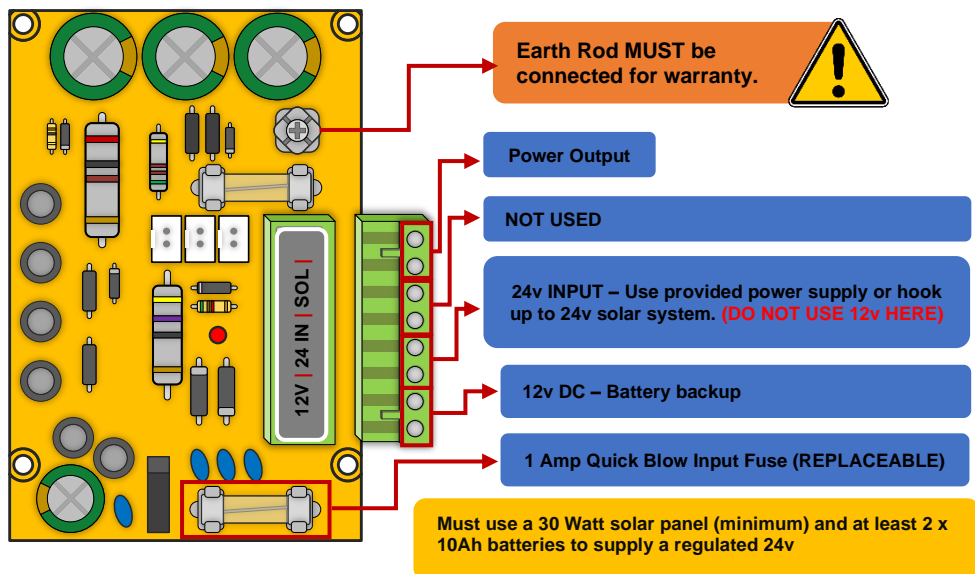 Earth Rod MUST be
connected for warranty.
Power Output
NOT USED
24v INPUT – Use provided power supply or hook
up to 24v solar system. (DO NOT USE 12v HERE)
12V | 24 IN | SOL |
12v DC – Battery backup
1 Amp Quick Blow Input Fuse (REPLACEABLE)
Must use a 30 Watt solar panel (minimum) and at least 2 x
10Ah batteries to supply a regulated 24v